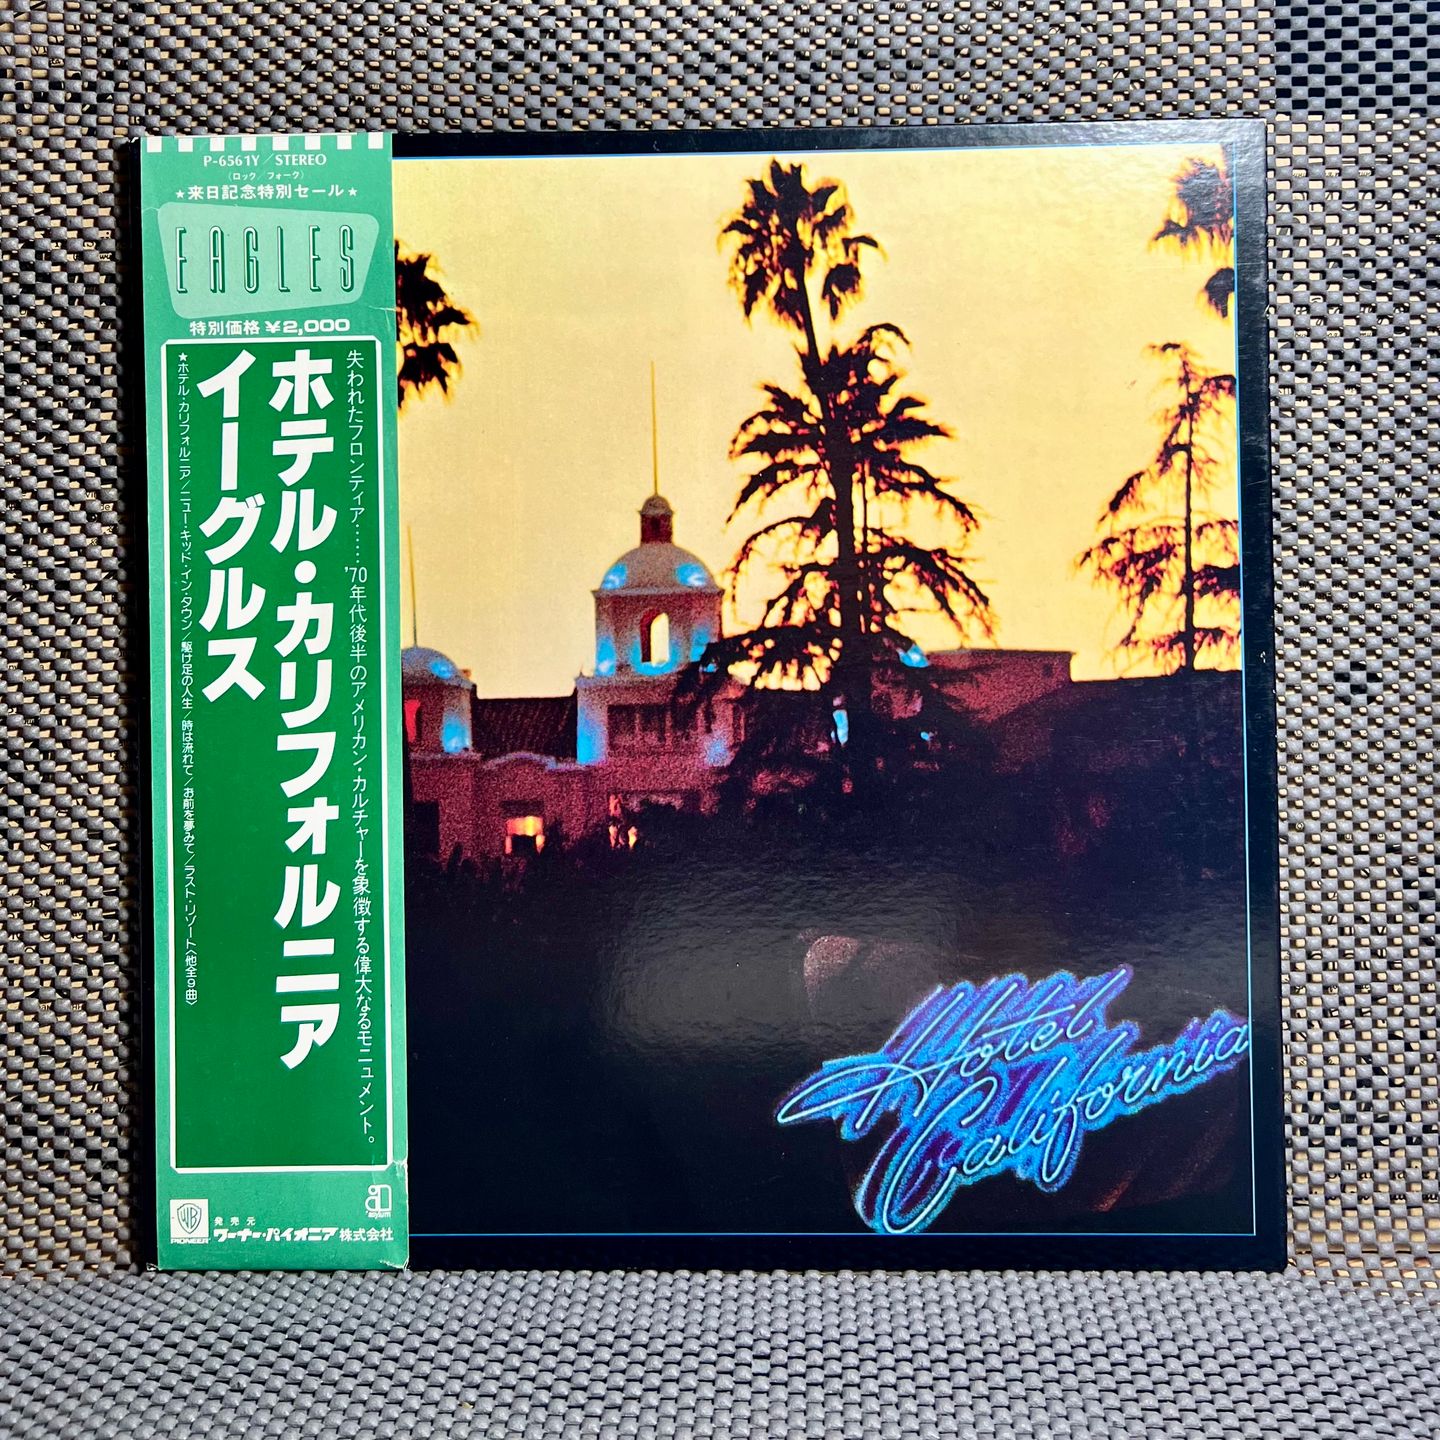 P-6561Y／STEREO
（ロック／フォーク）
★来日記念特別セール★
EAGLES
特別価格 ¥2,000
失われたフロンティア……'70年代後半のアメリカン・カルチャーを象徴する偉大なるモニュメント。
ホテル・カリフォルニア
イーグルス
★ホテル・カリフォルニア／ニュー・キッド・イン・タウン／駆け足の人生／時は流れて／お前を夢みて／ラスト・リゾート〈他全9曲〉
asylum
WB
PIONEER
発売元
ワーナー・パイオニア株式会社
Hotel
California